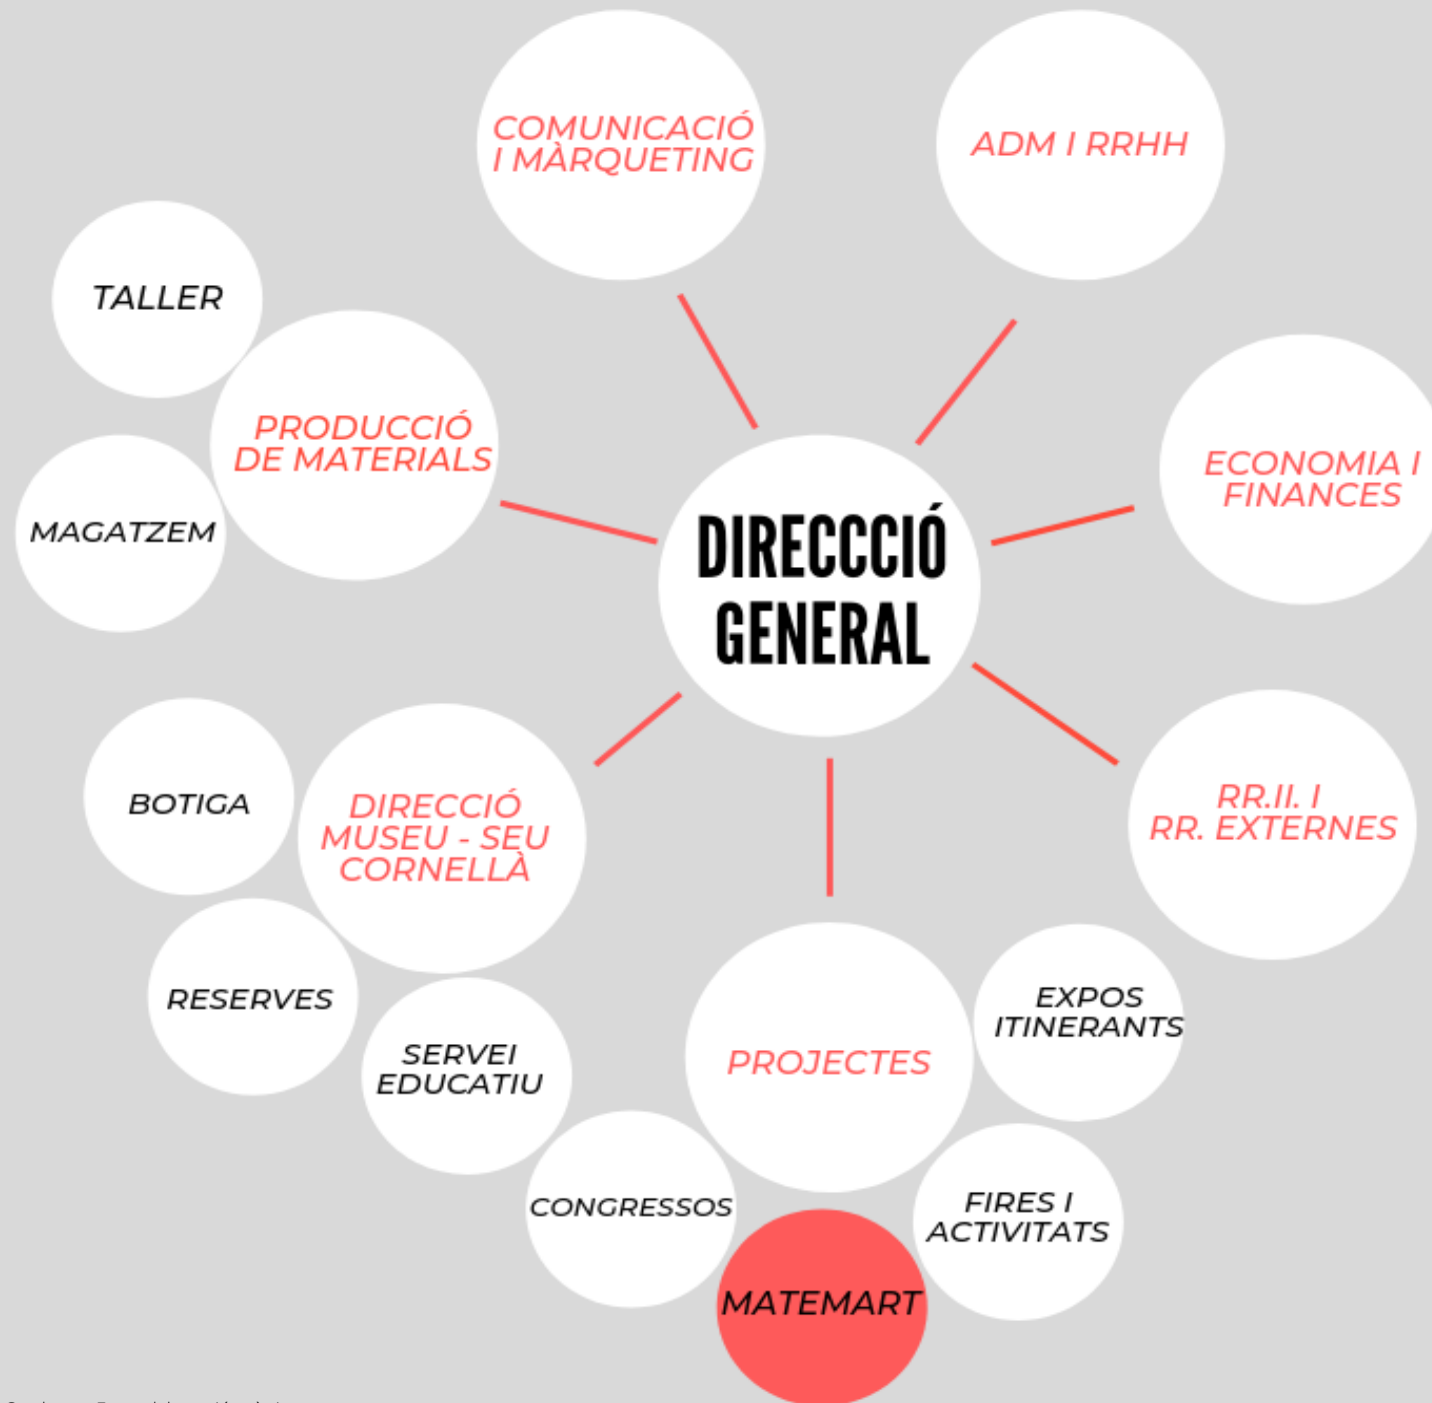 COMUNICACIÓ
I MÀRQUETING
ADM I RRHH
TALLER
PRODUCCIÓ
DE MATERIALS
MAGATZEM
ECONOMIA I
FINANCES
DIRECCCIÓ
GENERAL
BOTIGA
DIRECCIÓ
MUSEU - SEU
CORNELLÀ
RR.II. I
RR. EXTERNES
RESERVES
SERVEI
EDUCATIU
PROJECTES
EXPOS
ITINERANTS
CONGRESSOS
FIRES I
ACTIVITATS
MATEMART